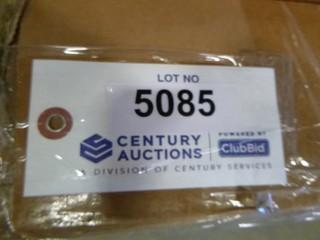 LOT NO
5085
CENTURY AUCTIONS
POWERED BY
ClubBid
A DIVISION OF CENTURY SERVICES